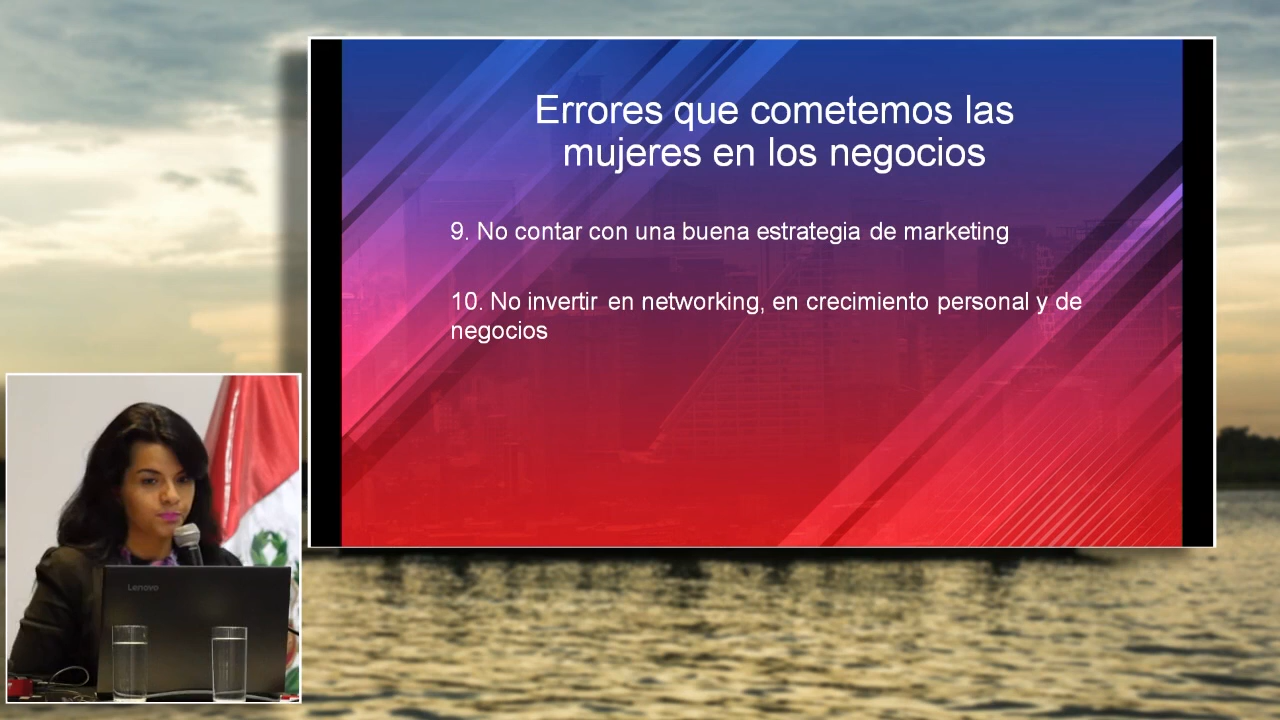 Errores que cometemos las
mujeres en los negocios
9. No contar con una buena estrategia de marketing
10. No invertir en networking, en crecimiento personal y de
negocios
Lenovo